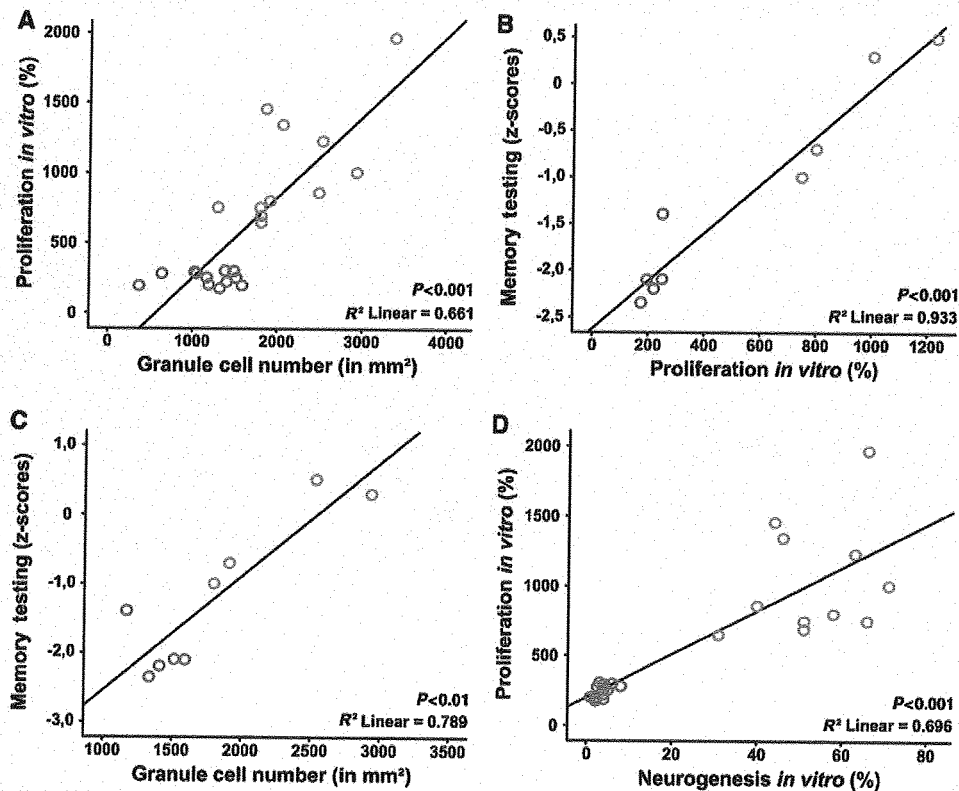 A
Proliferation in vitro (%)
2000
1500
1000
500
0
P<0.001
R² Linear = 0.661
0 1000 2000 3000 4000
Granule cell number (in mm²)
B
Memory testing (z-scores)
0,5
0
-0,5
-1,0
-1,5
-2,0
-2,5
P<0.001
R² Linear = 0.933
0 200 400 600 800 1000 1200
Proliferation in vitro (%)
C
Memory testing (z-scores)
1,0
0
-1,0
-2,0
-3,0
P<0.01
R² Linear = 0.789
1000 1500 2000 2500 3000 3500
Granule cell number (in mm²)
D
Proliferation in vitro (%)
2000
1500
1000
500
0
P<0.001
R² Linear = 0.696
0 20 40 60 80
Neurogenesis in vitro (%)